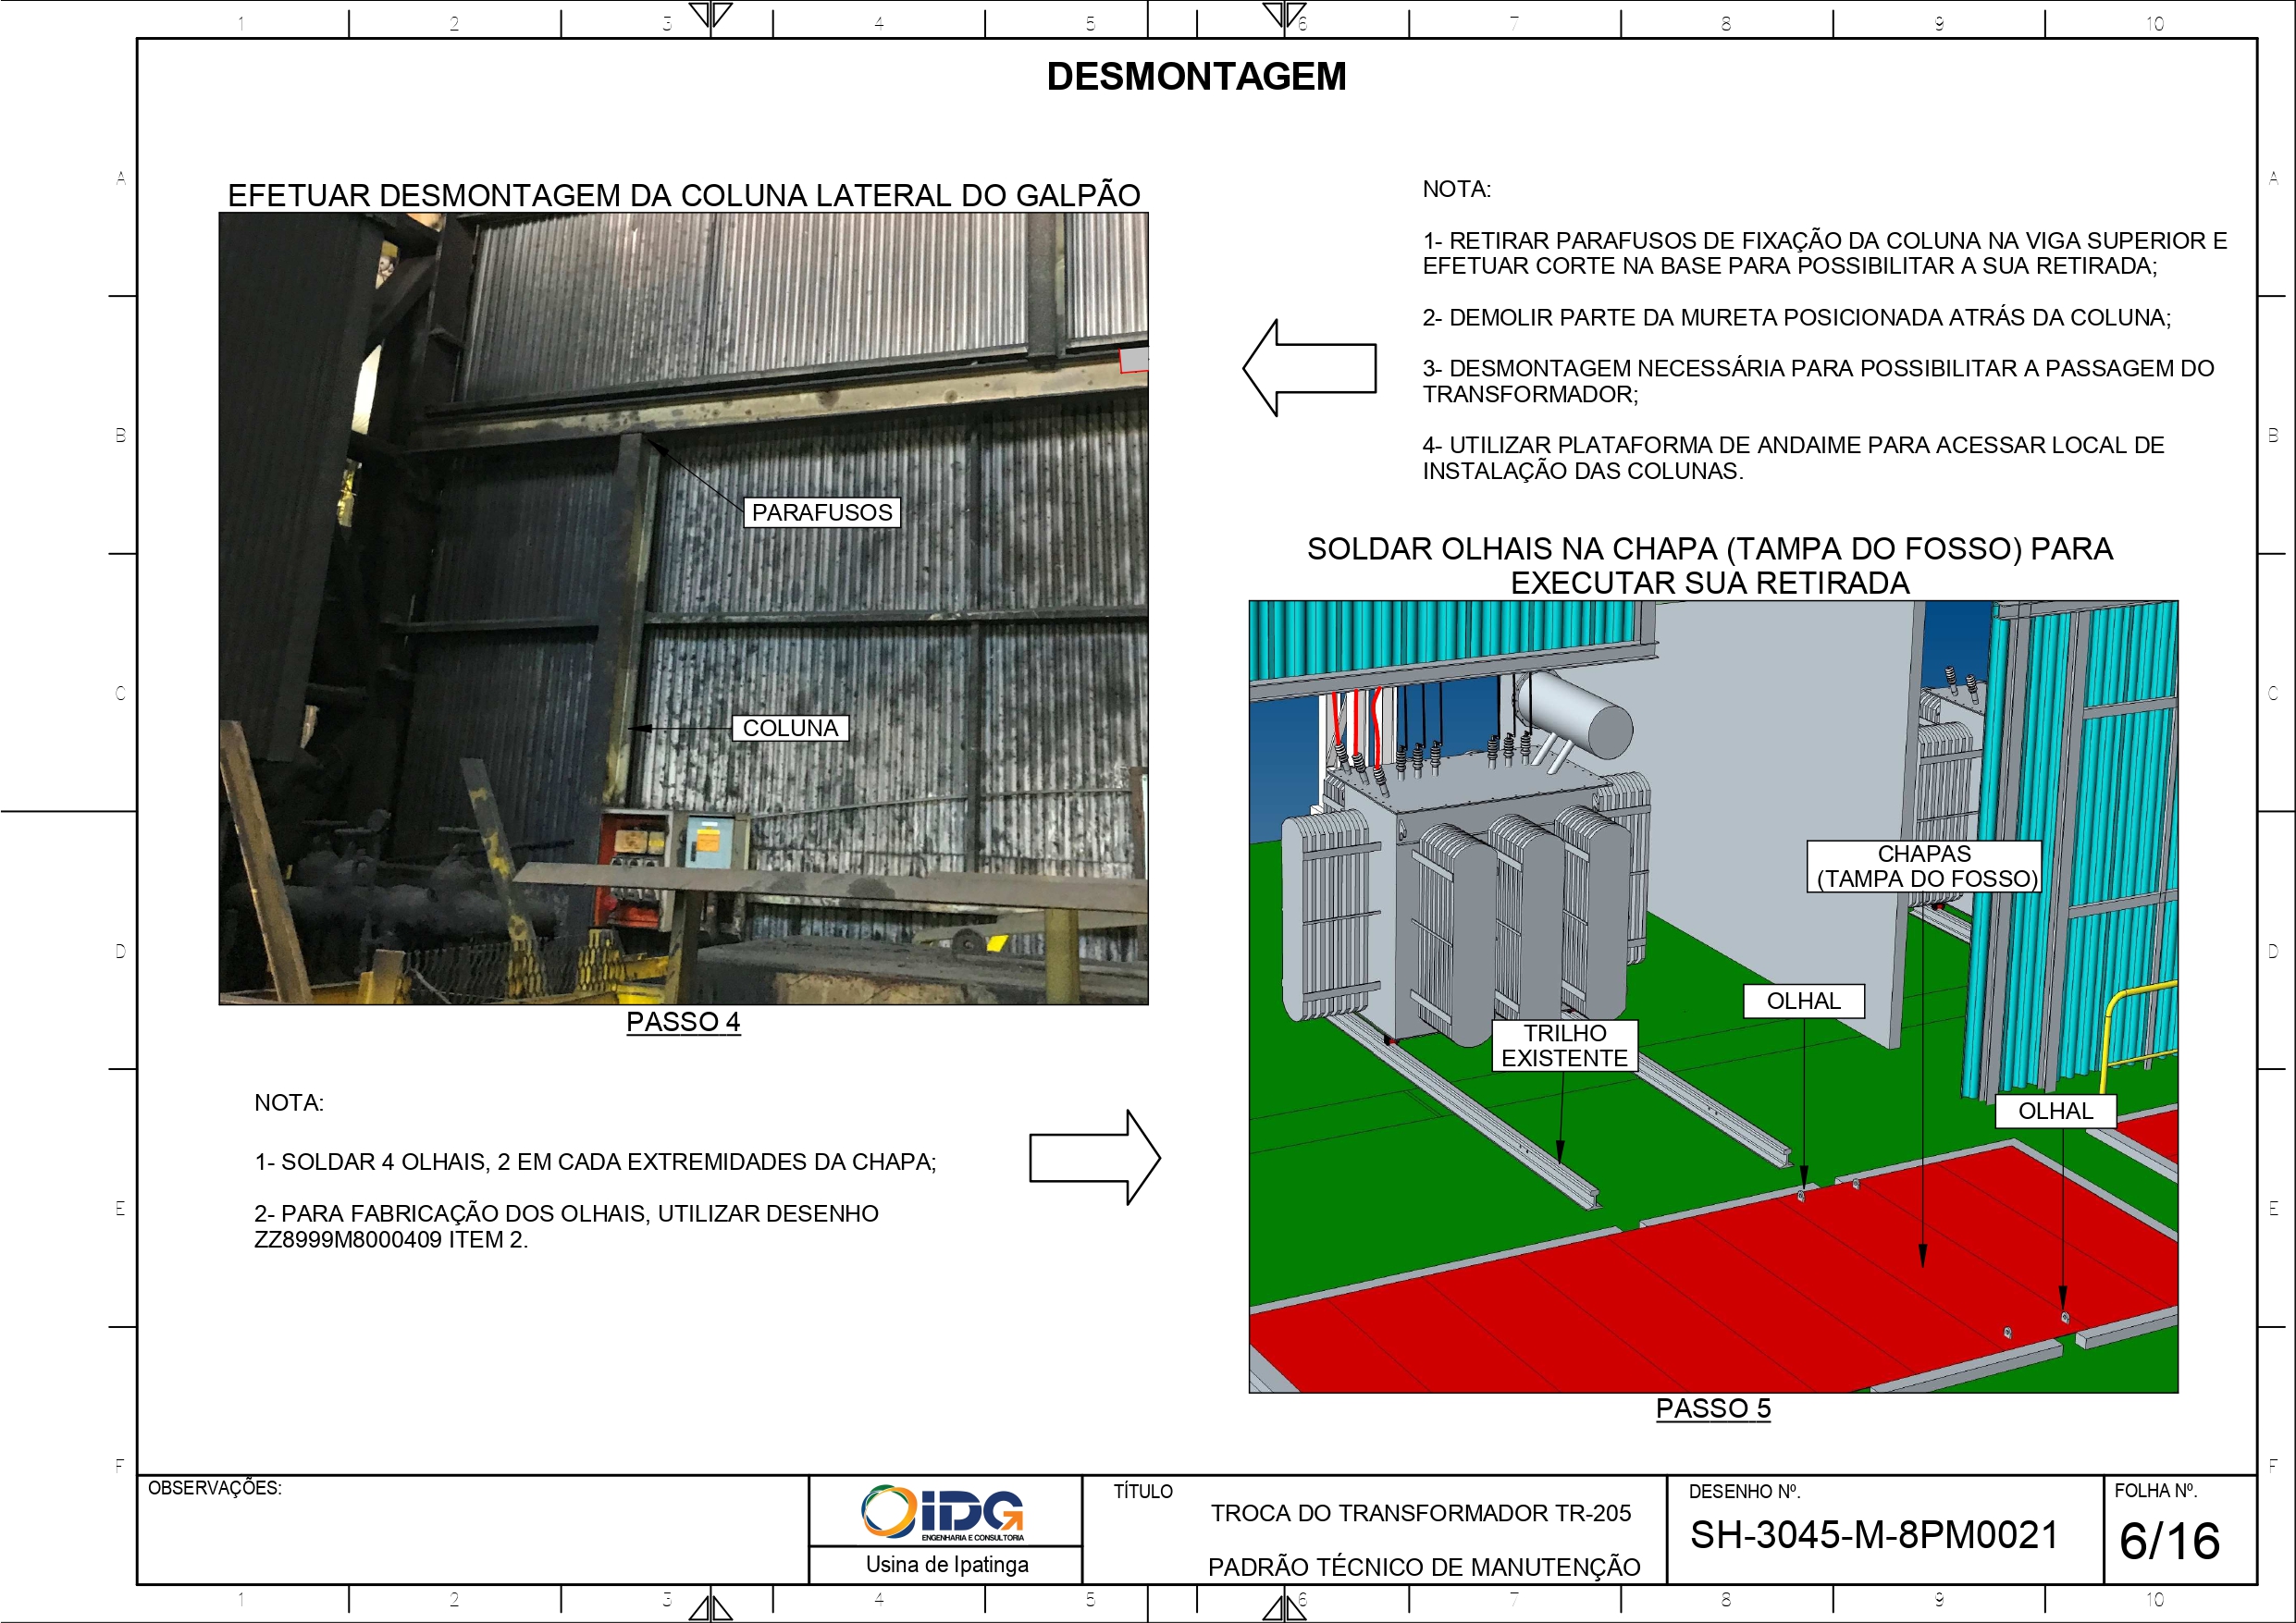 1 2 3 4 5 6 7 8 9 10
DESMONTAGEM
A A
B B
C C
D D
E E
F F
EFETUAR DESMONTAGEM DA COLUNA LATERAL DO GALPÃO
PARAFUSOS
COLUNA
PASSO 4
NOTA:
1- RETIRAR PARAFUSOS DE FIXAÇÃO DA COLUNA NA VIGA SUPERIOR E
EFETUAR CORTE NA BASE PARA POSSIBILITAR A SUA RETIRADA;
2- DEMOLIR PARTE DA MURETA POSICIONADA ATRÁS DA COLUNA;
3- DESMONTAGEM NECESSÁRIA PARA POSSIBILITAR A PASSAGEM DO
TRANSFORMADOR;
4- UTILIZAR PLATAFORMA DE ANDAIME PARA ACESSAR LOCAL DE
INSTALAÇÃO DAS COLUNAS.
SOLDAR OLHAIS NA CHAPA (TAMPA DO FOSSO) PARA
EXECUTAR SUA RETIRADA
CHAPAS
(TAMPA DO FOSSO)
OLHAL
TRILHO
EXISTENTE
OLHAL
PASSO 5
NOTA:
1- SOLDAR 4 OLHAIS, 2 EM CADA EXTREMIDADES DA CHAPA;
2- PARA FABRICAÇÃO DOS OLHAIS, UTILIZAR DESENHO
ZZ8999M8000409 ITEM 2.
OBSERVAÇÕES:
IDG
ENGENHARIA E CONSULTORIA
Usina de Ipatinga
TÍTULO
TROCA DO TRANSFORMADOR TR-205
PADRÃO TÉCNICO DE MANUTENÇÃO
DESENHO Nº.
SH-3045-M-8PM0021
FOLHA Nº.
6/16
1 2 3 4 5 6 7 8 9 10